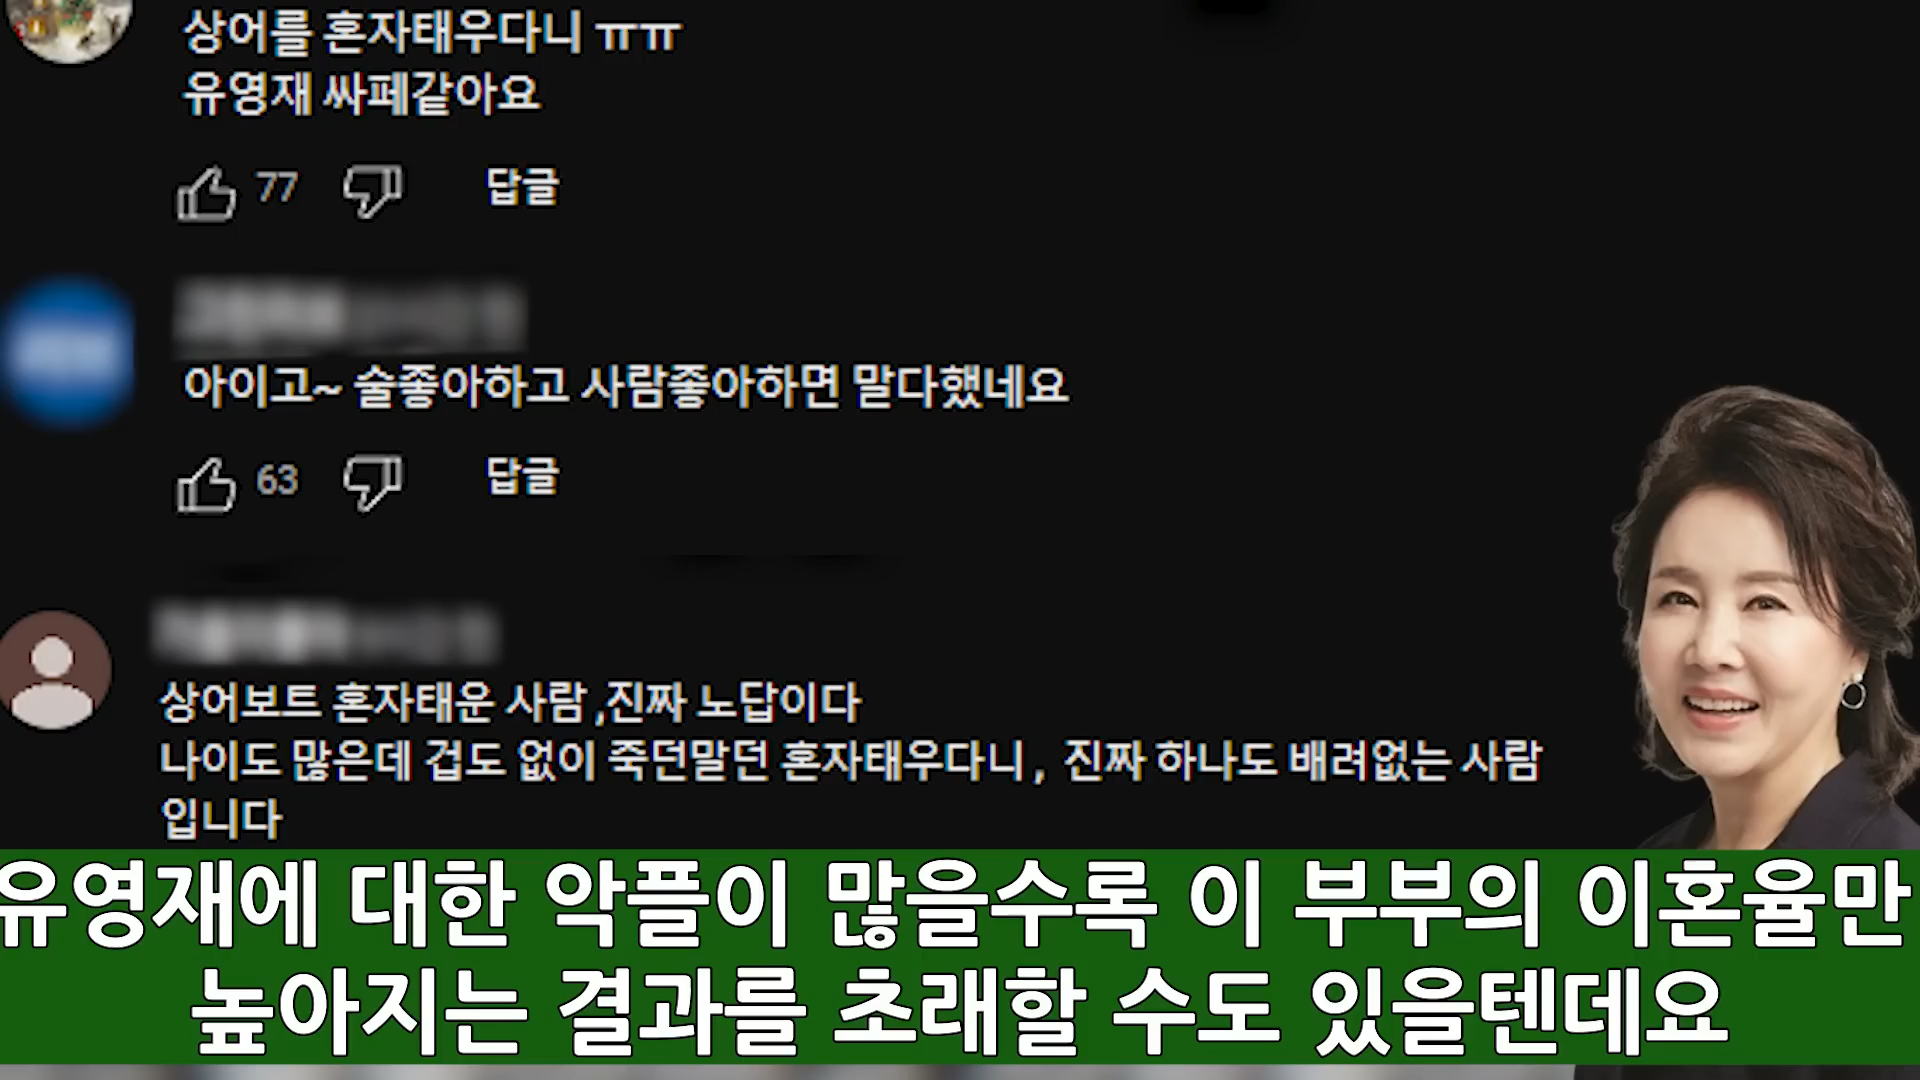 상어를 혼자태우다니 ㅠㅠ
유영재 싸페같아요
77 답글
아이고~ 술좋아하고 사람좋아하면 말다했네요
63 답글
상어보트 혼자태운 사람 ,진짜 노답이다
나이도 많은데 겁도 없이 죽던말던 혼자태우다니 , 진짜 하나도 배려없는 사람
입니다
유영재에 대한 악플이 많을수록 이 부부의 이혼율만
높아지는 결과를 초래할 수도 있을텐데요